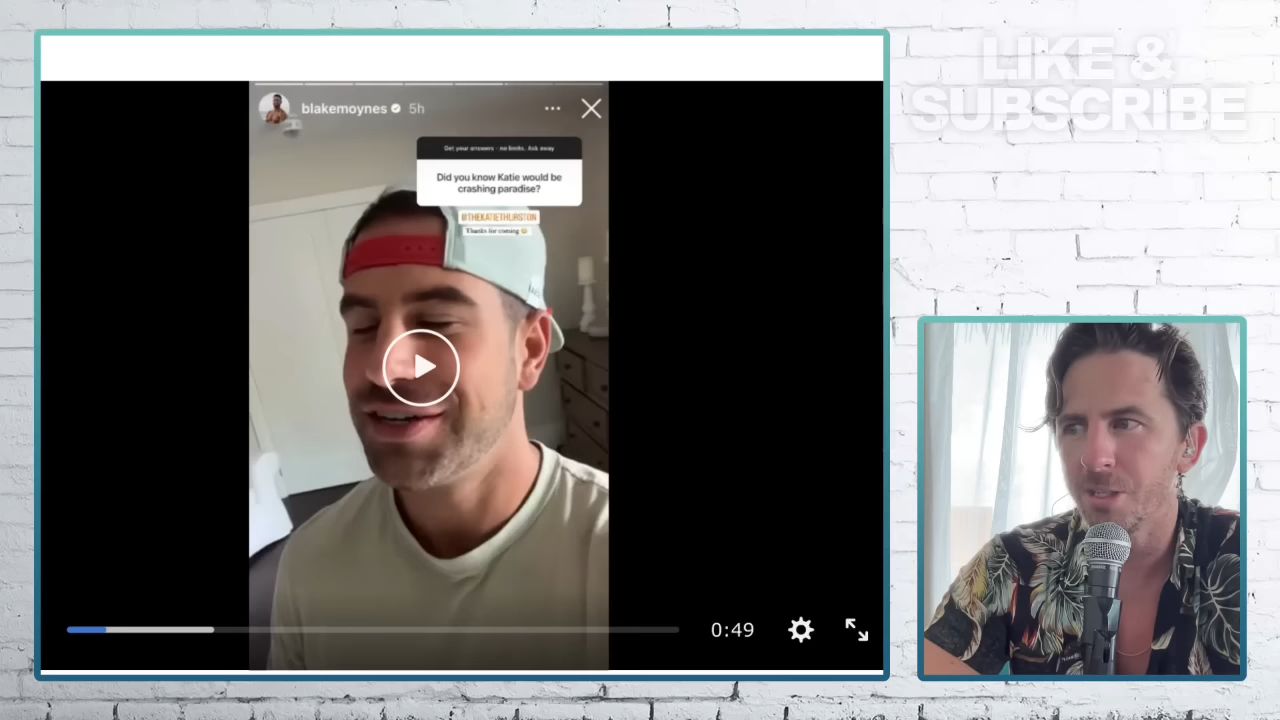 LIKE &
SUBSCRIBE
blakemoynes 5h
Get your answers - no limits. Ask away
Did you know Katie would be
crashing paradise?
@THEKATIETHURSTON
Thanks for coming
0:49